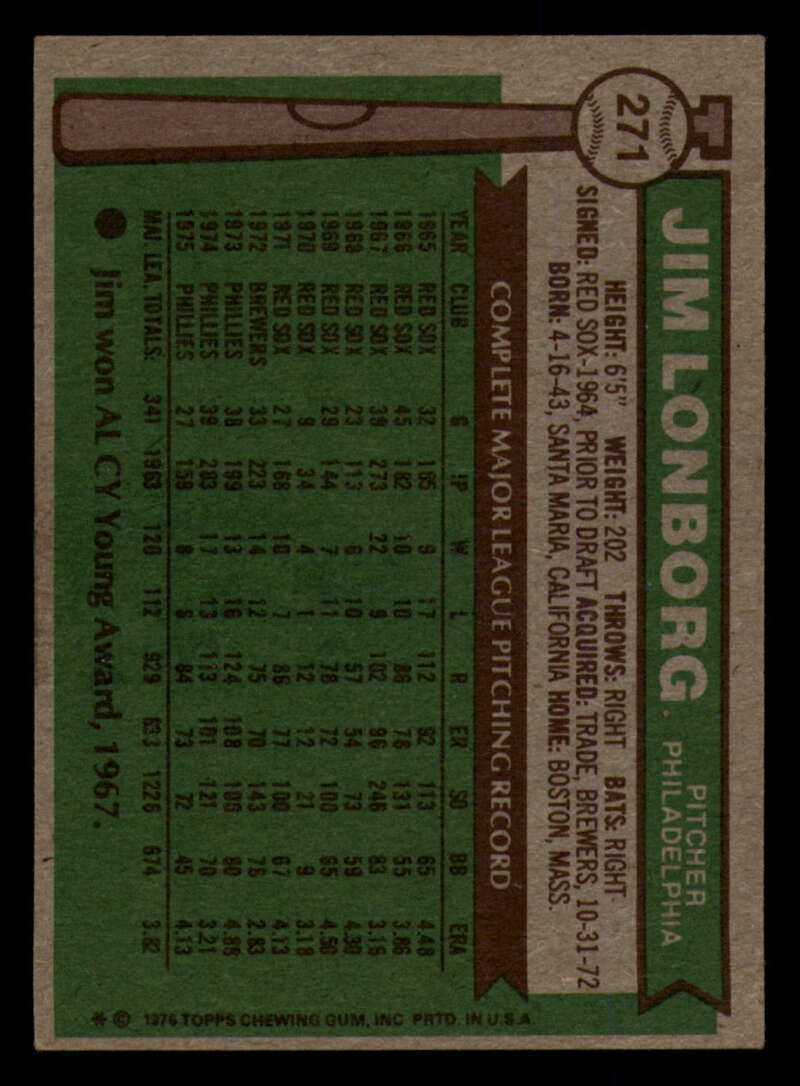 271
JIM LONBORG.
PITCHER
PHILADELPHIA
HEIGHT: 6'5" WEIGHT: 202 THROWS: RIGHT BATS: RIGHT
SIGNED: RED SOX-1964, PRIOR TO DRAFT ACQUIRED: TRADE, BREWERS, 10-31-72
BORN: 4-16-43, SANTA MARIA, CALIFORNIA HOME: BOSTON, MASS.
COMPLETE MAJOR LEAGUE PITCHING RECORD
YEAR CLUB G IP W L R ER SO BB ERA
1965 RED SOX 32 185 9 17 112 92 113 65 4.48
1966 RED SOX 45 182 10 10 86 78 131 55 3.86
1967 RED SOX 39 273 22 9 102 96 246 83 3.16
1968 RED SOX 23 113 6 10 57 54 73 59 4.30
1969 RED SOX 29 144 7 11 78 72 100 65 4.50
1970 RED SOX 9 34 4 1 12 12 21 9 3.18
1971 RED SOX 27 168 10 7 86 77 100 67 4.13
1972 BREWERS 33 223 14 12 75 70 143 76 2.83
1973 PHILLIES 38 199 13 16 124 108 106 80 4.88
1974 PHILLIES 39 283 17 13 113 101 121 70 3.21
1975 PHILLIES 27 159 8 6 84 73 72 45 4.13
MAJ. LEA. TOTALS: 341 1963 120 112 929 833 1226 674 3.82
Jim won AL CY Young Award, 1967.
* © 1976 TOPPS CHEWING GUM, INC PRTD. IN U.S.A.